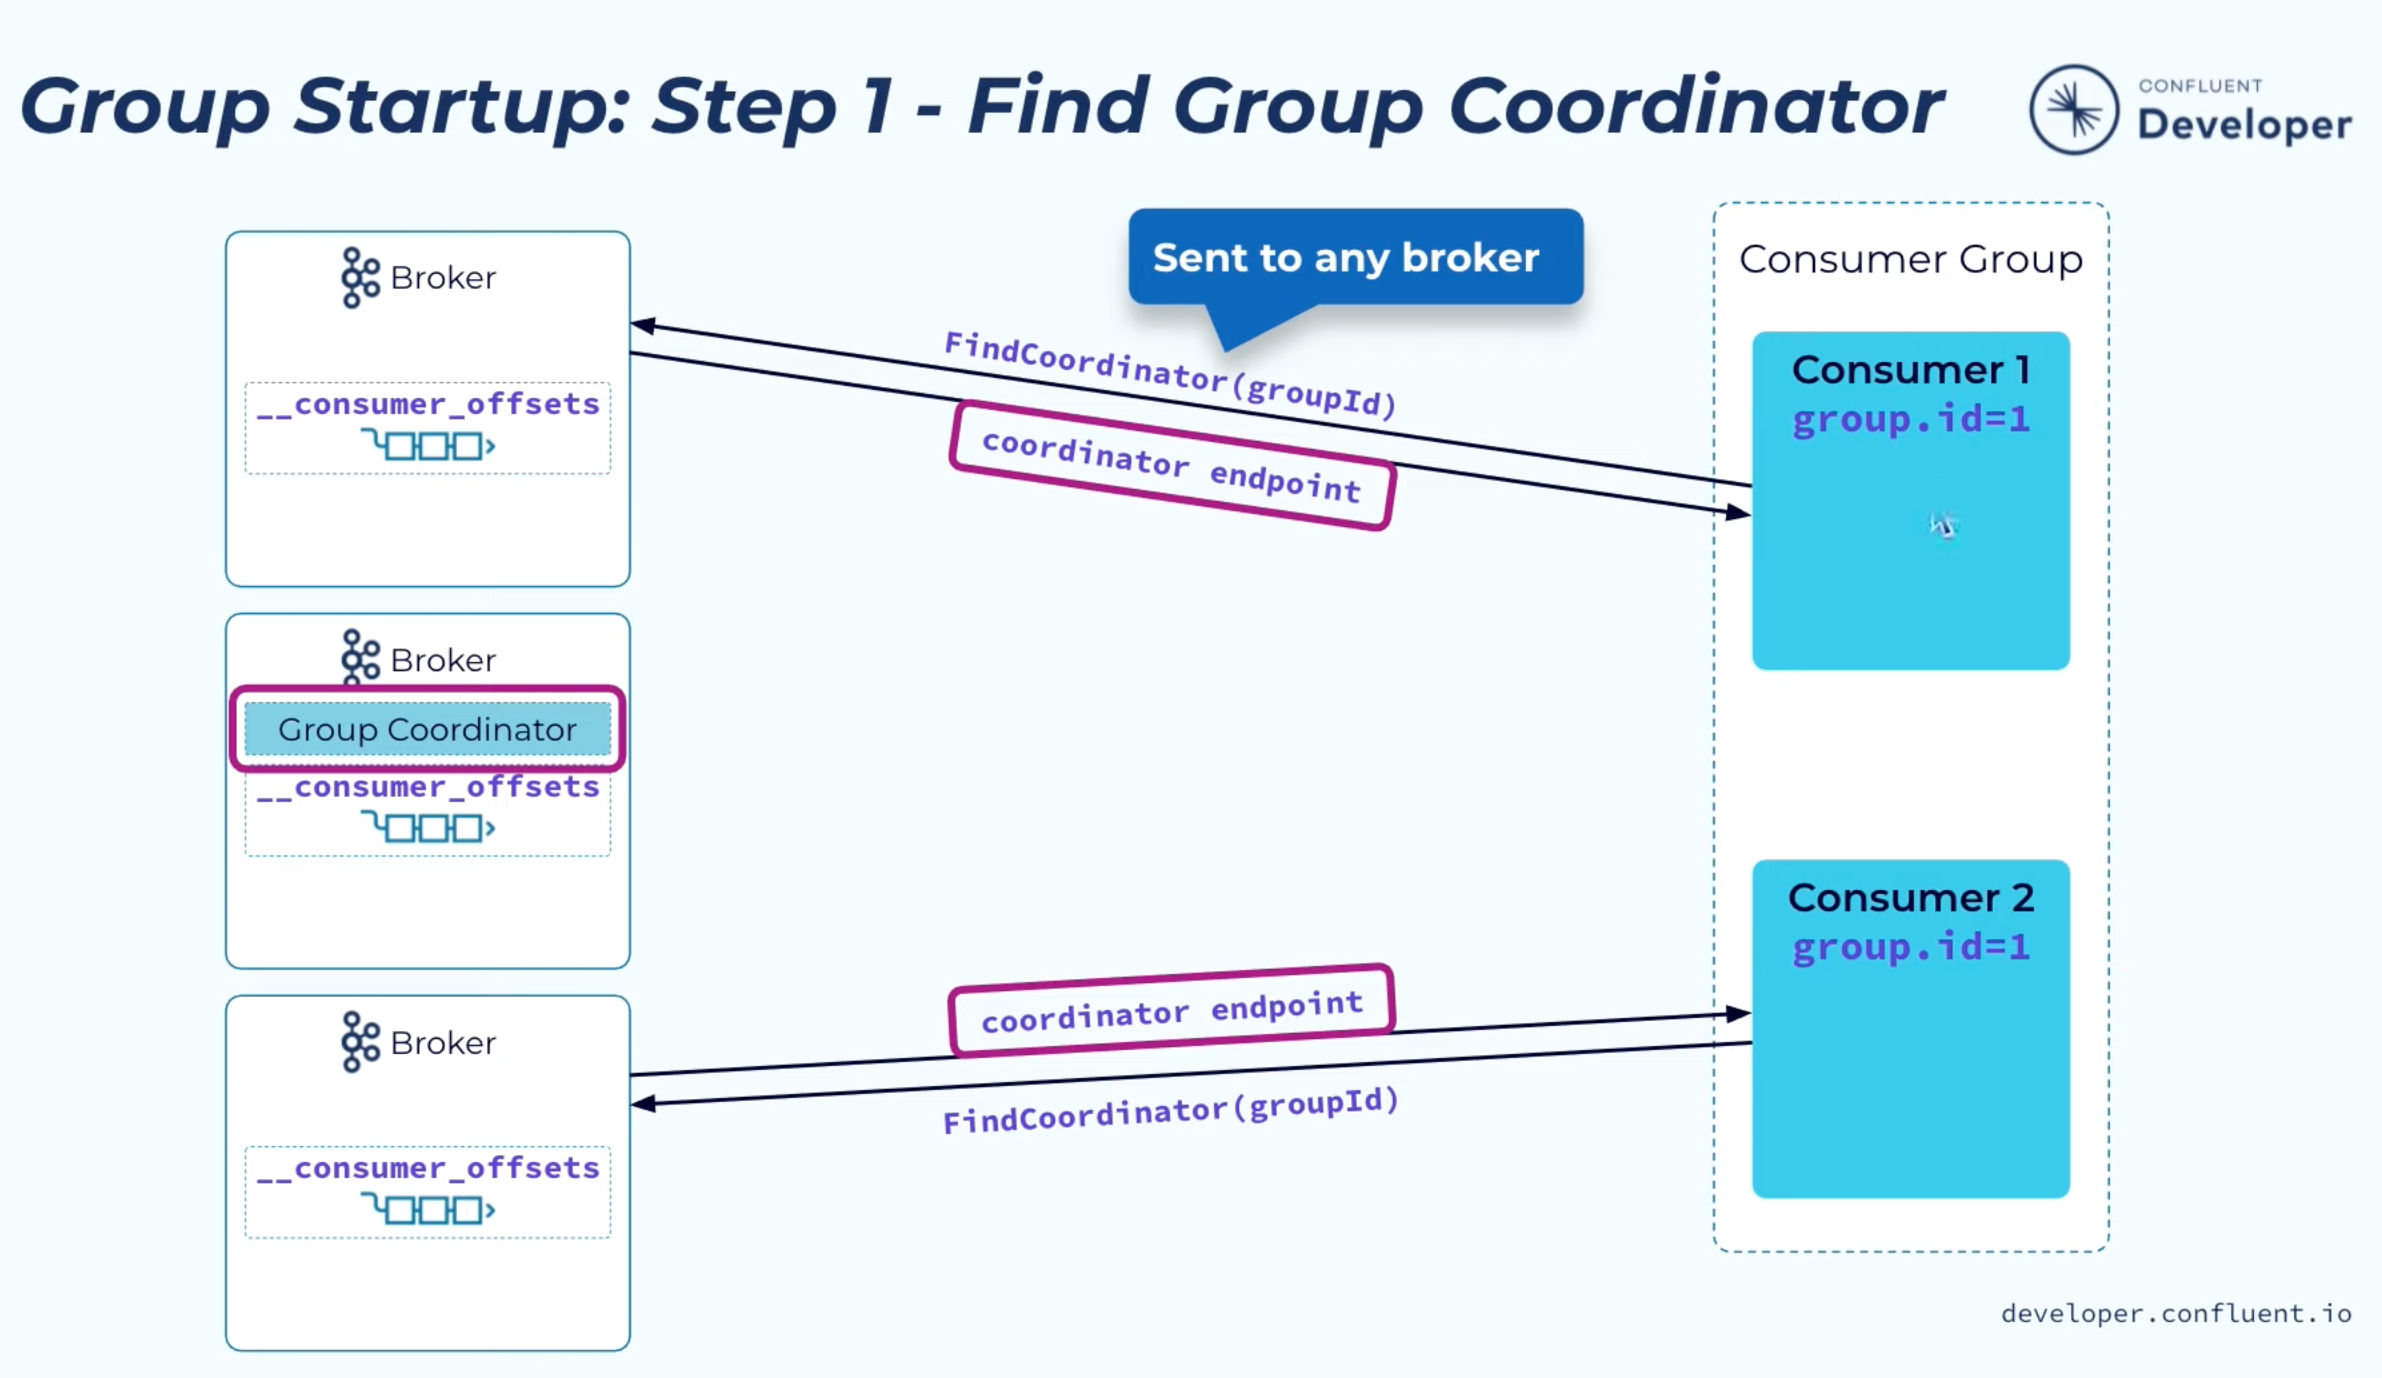 Group Startup: Step 1 - Find Group Coordinator
CONFLUENT
Developer
Sent to any broker
Consumer Group
Broker
__consumer_offsets
FindCoordinator(groupId)
coordinator endpoint
Consumer 1
group.id=1
Broker
Group Coordinator
__consumer_offsets
Consumer 2
group.id=1
Broker
__consumer_offsets
coordinator endpoint
FindCoordinator(groupId)
developer.confluent.io